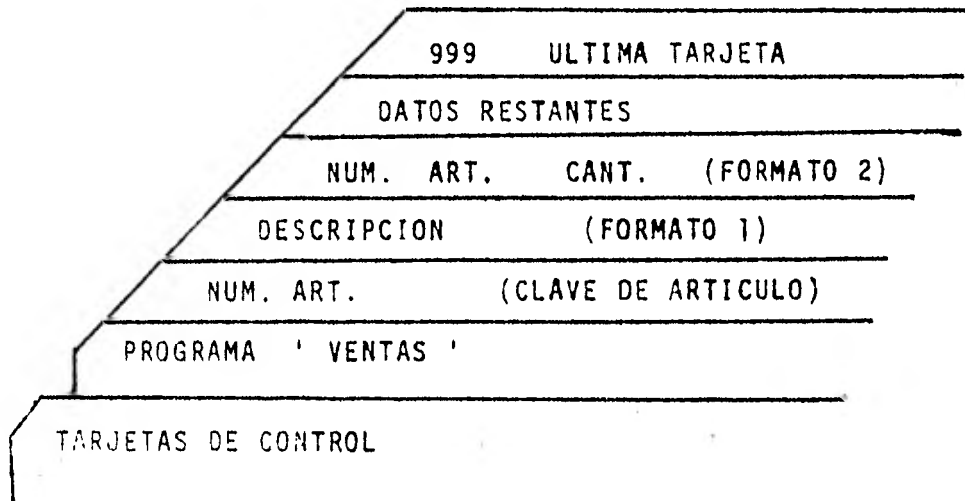 999 ULTIMA TARJETA
DATOS RESTANTES
NUM. ART. CANT. (FORMATO 2)
DESCRIPCION (FORMATO 1)
NUM. ART. (CLAVE DE ARTICULO)
PROGRAMA ' VENTAS '
TARJETAS DE CONTROL